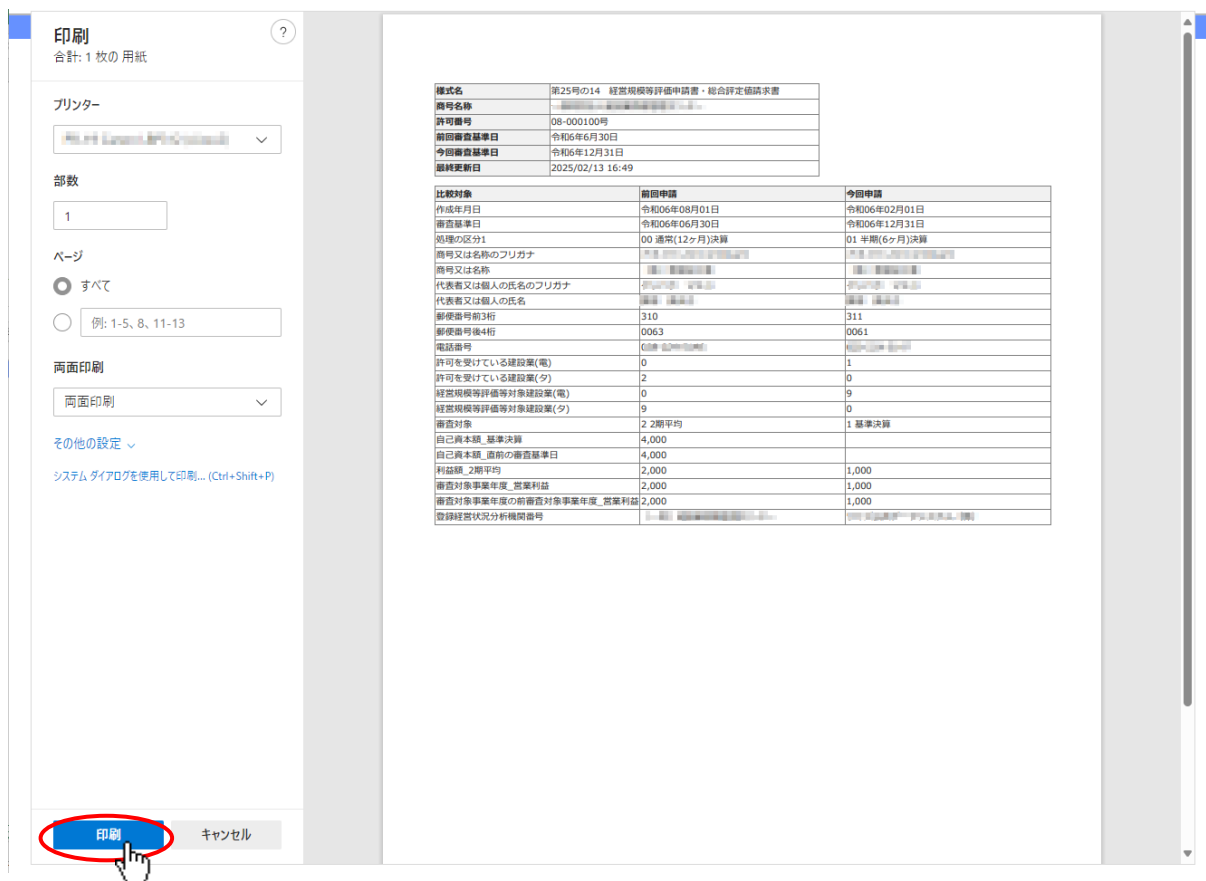 印刷
?
合計: 1 枚の 用紙
プリンター
部数
1
ページ
すべて
例: 1-5、8、11-13
両面印刷
両面印刷
その他の設定
システム ダイアログを使用して印刷... (Ctrl+Shift+P)
印刷
キャンセル
様式名 第25号の14 経営規模等評価申請書・総合評定値請求書
商号名称
許可番号 08-000100号
前回審査基準日 令和6年6月30日
今回審査基準日 令和6年12月31日
最終更新日 2025/02/13 16:49
比較対象 前回申請 今回申請
作成年月日 令和06年08月01日 令和06年02月01日
審査基準日 令和06年06月30日 令和06年12月31日
処理の区分1 00 通常(12ヶ月)決算 01 半期(6ヶ月)決算
商号又は名称のフリガナ
商号又は名称
代表者又は個人の氏名のフリガナ
代表者又は個人の氏名
郵便番号前3桁 310 311
郵便番号後4桁 0063 0061
電話番号
許可を受けている建設業(電) 0 1
許可を受けている建設業(タ) 2 0
経営規模等評価等対象建設業(電) 0 9
経営規模等評価等対象建設業(タ) 9 0
審査対象 2 2期平均 1 基準決算
自己資本額_基準決算 4,000
自己資本額_直前の審査基準日 4,000
利益額_2期平均 2,000 1,000
審査対象事業年度_営業利益 2,000 1,000
審査対象事業年度の前審査対象事業年度_営業利益 2,000 1,000
登録経営状況分析機関番号